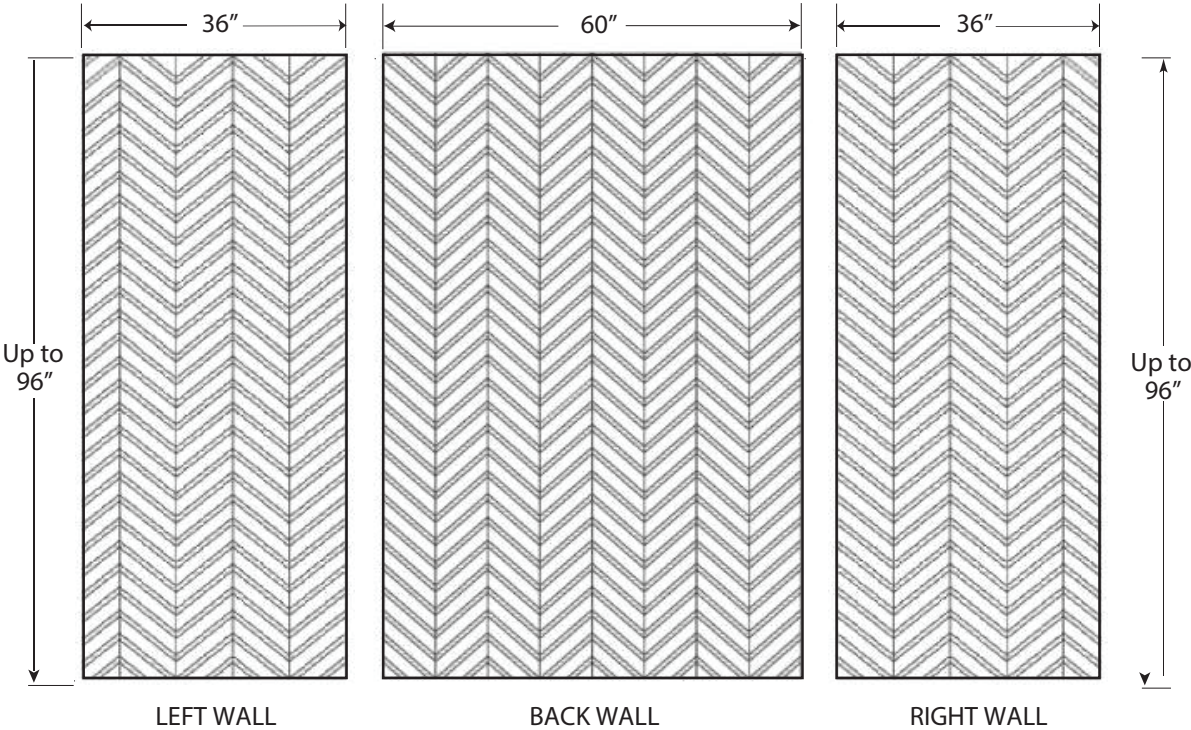 36”
60”
36”
Up to
96”
Up to
96”
LEFT WALL
BACK WALL
RIGHT WALL